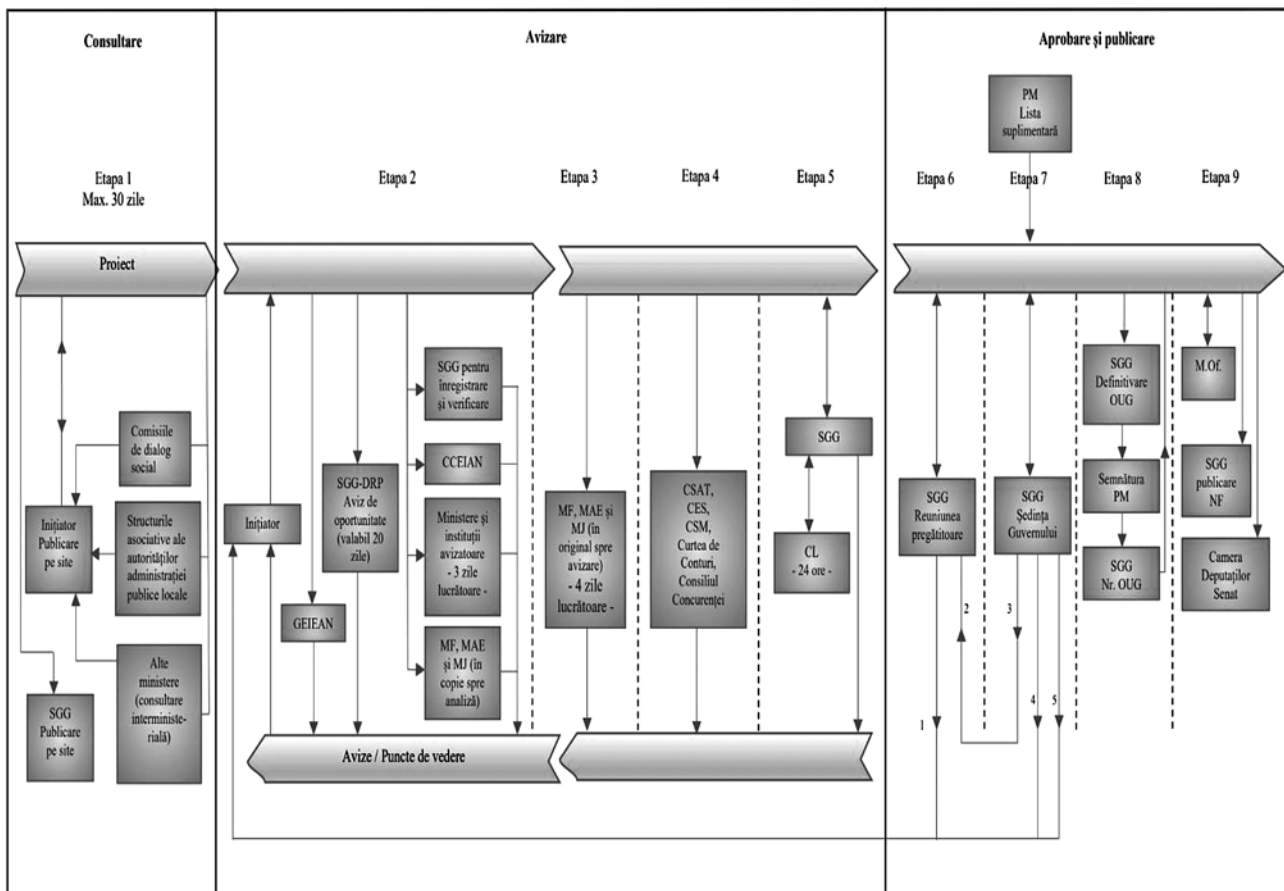 Consultare
Avizare
Aprobare și publicare
PM
Lista
suplimentară
Etapa 1
Max. 30 zile
Etapa 2
Etapa 3
Etapa 4
Etapa 5
Etapa 6
Etapa 7
Etapa 8
Etapa 9
Proiect
Comisiile
de dialog
social
Inițiator
Publicare
pe site
Structurile
asociative ale
autorităților
administrației
publice locale
Alte
ministere
(consultare
interministe-
rială)
SGG
Publicare
pe site
Inițiator
GEIEAN
SGG-DRP
Aviz de
oportunitate
(valabil 20
zile)
SGG pentru
înregistrare
și verificare
CCEIAN
Ministere și
instituții
avizatoare
- 3 zile
lucrătoare -
MF, MAE
și MJ (în
copie spre
analiză)
Avize / Puncte de vedere
MF, MAE
și MJ (în
original spre
avizare)
- 4 zile
lucrătoare -
CSAT,
CES,
CSM,
Curtea de
Conturi,
Consiliul
Concurenței
SGG
CL
- 24 ore -
SGG
Reuniunea
pregătitoare
SGG
Ședința
Guvernului
SGG
Definitivare
OUG
Semnătura
PM
SGG
Nr. OUG
M.Of.
SGG
publicare
NF
Camera
Deputaților
Senat
1
2
3
4
5